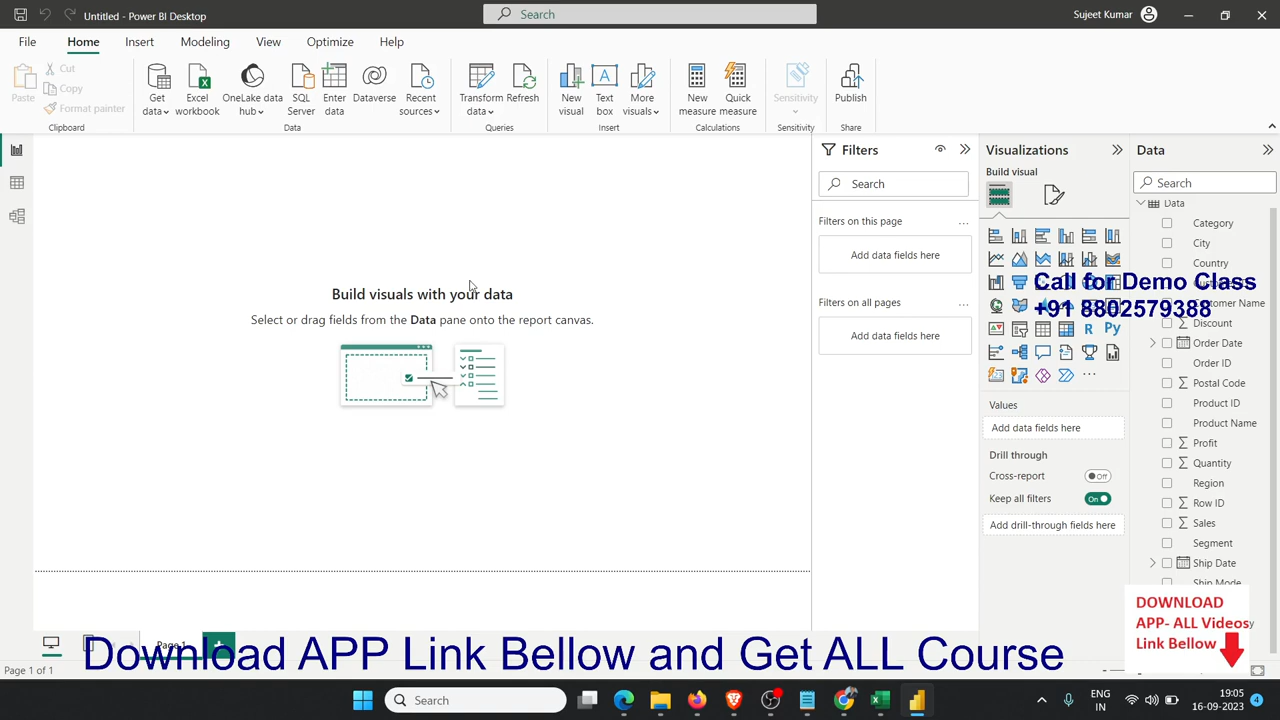 Untitled - Power BI Desktop
Search
Sujeet Kumar
File
Home
Insert
Modeling
View
Optimize
Help
Paste
Cut
Copy
Format painter
Clipboard
Get data
Excel workbook
OneLake data hub
SQL Server
Enter data
Dataverse
Recent sources
Data
Transform data
Refresh
Queries
New visual
Text box
More visuals
Insert
New measure
Quick measure
Calculations
Sensitivity
Sensitivity
Publish
Share
Build visuals with your data
Select or drag fields from the Data pane onto the report canvas.
Filters
Search
Filters on this page
Add data fields here
Filters on all pages
Add data fields here
Visualizations
Build visual
R
Py
Values
Add data fields here
Drill through
Cross-report
Off
Keep all filters
On
Add drill-through fields here
Data
Search
Data
Category
City
Country
Call for Demo Class
Customer Name
+91 8802579388
Discount
Order Date
Order ID
Postal Code
Product ID
Product Name
Profit
Quantity
Region
Row ID
Sales
Segment
Ship Date
Ship Mode
DOWNLOAD
APP- ALL Videos
Link Bellow
Page 1
Download APP Link Bellow and Get ALL Course
Page 1 of 1
Search
ENG
IN
19:05
16-09-2023
4